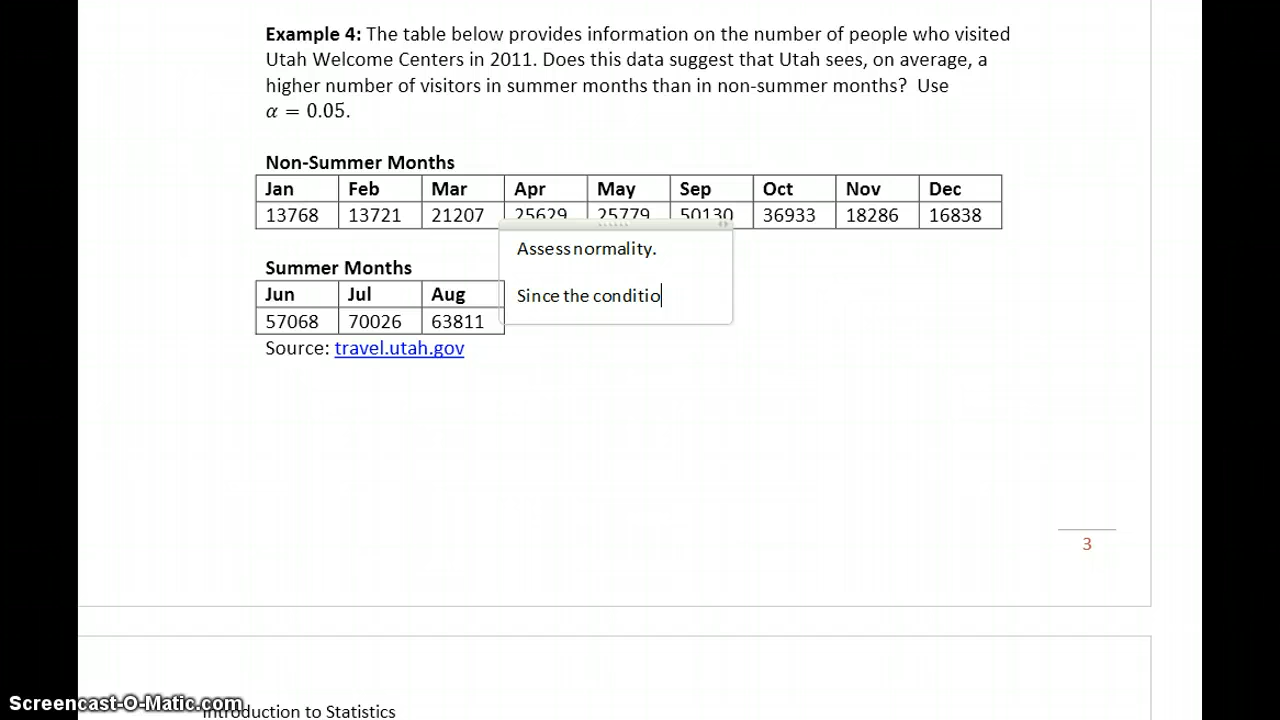 Example 4: The table below provides information on the number of people who visited
Utah Welcome Centers in 2011. Does this data suggest that Utah sees, on average, a
higher number of visitors in summer months than in non-summer months? Use
α = 0.05.
Non-Summer Months
Jan Feb Mar Apr May Sep Oct Nov Dec
13768 13721 21207 25629 25779 50130 36933 18286 16838
Assess normality.
Since the conditio
Summer Months
Jun Jul Aug
57068 70026 63811
Source: travel.utah.gov
3
Screencast-O-Matic.com
Introduction to Statistics